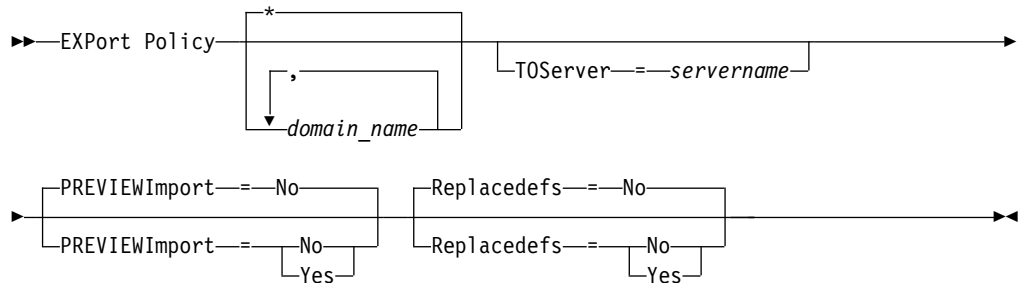 *
EXPort Policy
,
TOServer = servername
domain_name
PREVIEWImport = No Replacedefs = No
PREVIEWImport = No Replacedefs = No
Yes Yes